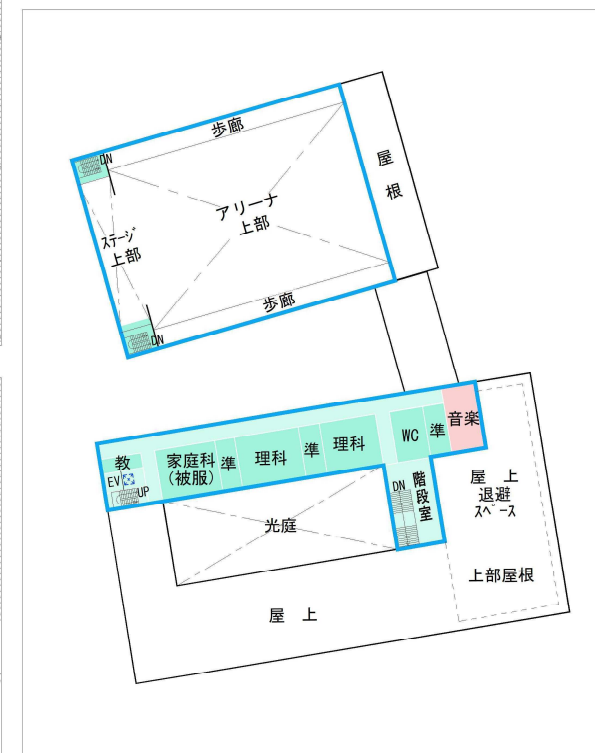 歩廊
DN
屋
根
アリーナ
上部
ステージ
上部
歩廊
DN
音楽
準
WC
理科
準
理科
準
家庭科
(被服)
教
EV
UP
DN
階
段
室
屋 上
退避
スペース
光庭
上部屋根
屋 上